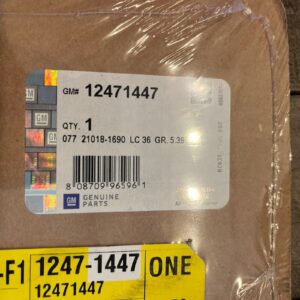 GM# 12471447
QTY. 1
077 21018-1690 LC 36 GR. 5.39
8 08709 96596 1
GM GENUINE
PARTS
-F1 1247-1447 ONE
12471447